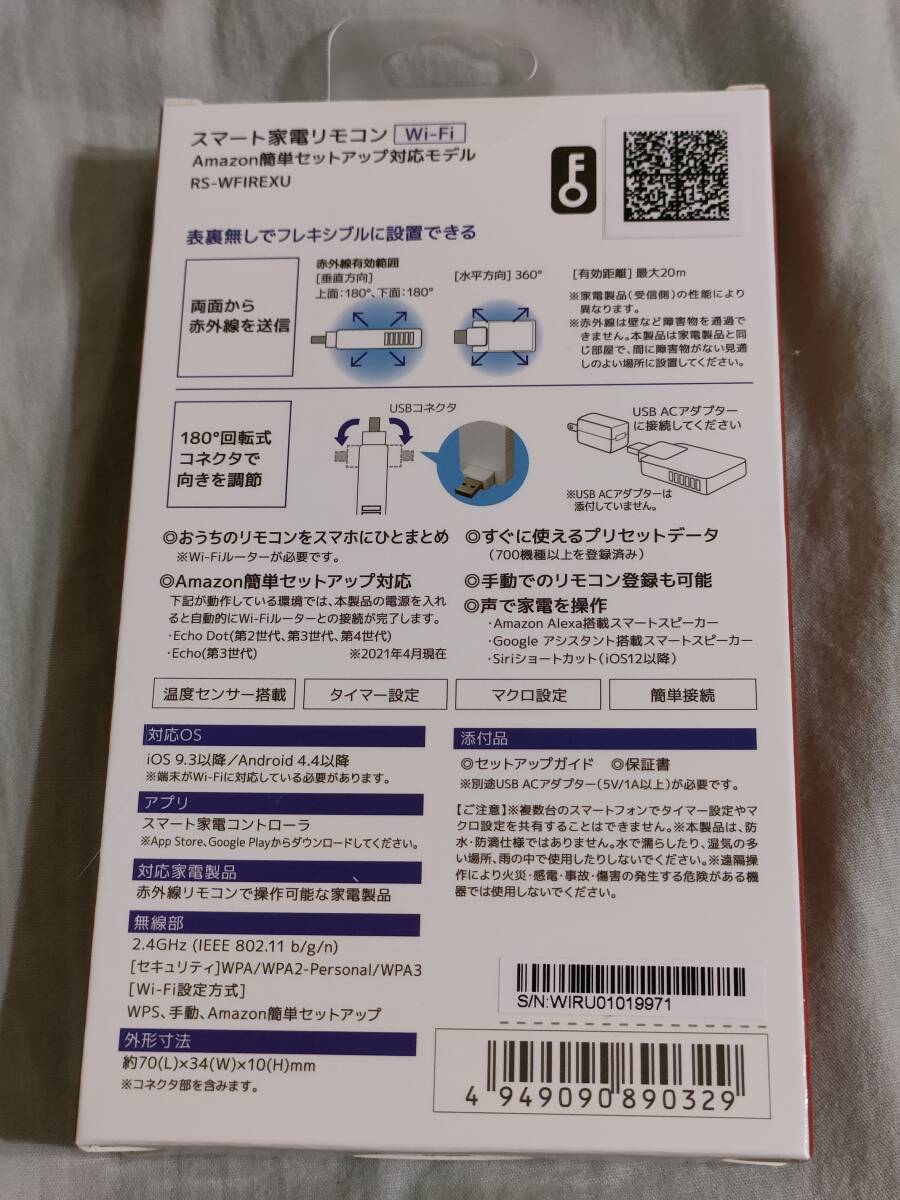 スマート家電リモコン Wi-Fi
Amazon簡単セットアップ対応モデル
RS-WFIREXU
表裏無しでフレキシブルに設置できる
両面から
赤外線を送信
赤外線有効範囲
[垂直方向]
上面:180°、下面:180°
[水平方向] 360°
[有効距離] 最大20m
※家電製品(受信側)の性能により
異なります。
※赤外線は壁など障害物を通過で
きません。本製品は家電製品と同
じ部屋で、間に障害物がない見通
しのよい場所に設置してください。
180°回転式
コネクタで
向きを調節
USBコネクタ
USB ACアダプター
に接続してください
※USB ACアダプターは
添付していません。
◎おうちのリモコンをスマホにひとまとめ
※Wi-Fiルーターが必要です。
◎Amazon簡単セットアップ対応
下記が動作している環境では、本製品の電源を入れ
ると自動的にWi-Fiルーターとの接続が完了します。
・Echo Dot(第2世代、第3世代、第4世代)
・Echo(第3世代) ※2021年4月現在
◎すぐに使えるプリセットデータ
(700機種以上を登録済み)
◎手動でのリモコン登録も可能
◎声で家電を操作
・Amazon Alexa搭載スマートスピーカー
・Google アシスタント搭載スマートスピーカー
・Siriショートカット(iOS12以降)
温度センサー搭載
タイマー設定
マクロ設定
簡単接続
対応OS
iOS 9.3以降/Android 4.4以降
※端末がWi-Fiに対応している必要があります。
アプリ
スマート家電コントローラ
※App Store、Google Playからダウンロードしてください。
対応家電製品
赤外線リモコンで操作可能な家電製品
無線部
2.4GHz (IEEE 802.11 b/g/n)
[セキュリティ]WPA/WPA2-Personal/WPA3
[Wi-Fi設定方式]
WPS、手動、Amazon簡単セットアップ
外形寸法
約70(L)×34(W)×10(H)mm
※コネクタ部を含みます。
添付品
◎セットアップガイド ◎保証書
※別途USB ACアダプター(5V/1A以上)が必要です。
【ご注意】※複数台のスマートフォンでタイマー設定やマ
クロ設定を共有することはできません。※本製品は、防
水・防滴仕様ではありません。水で濡らしたり、湿気の多
い場所、雨の中で使用したりしないでください。※遠隔操
作により火災・感電・事故・傷害の発生する危険がある機
器では使用しないでください。
S/N:WIRU01019971
4 949090 890329